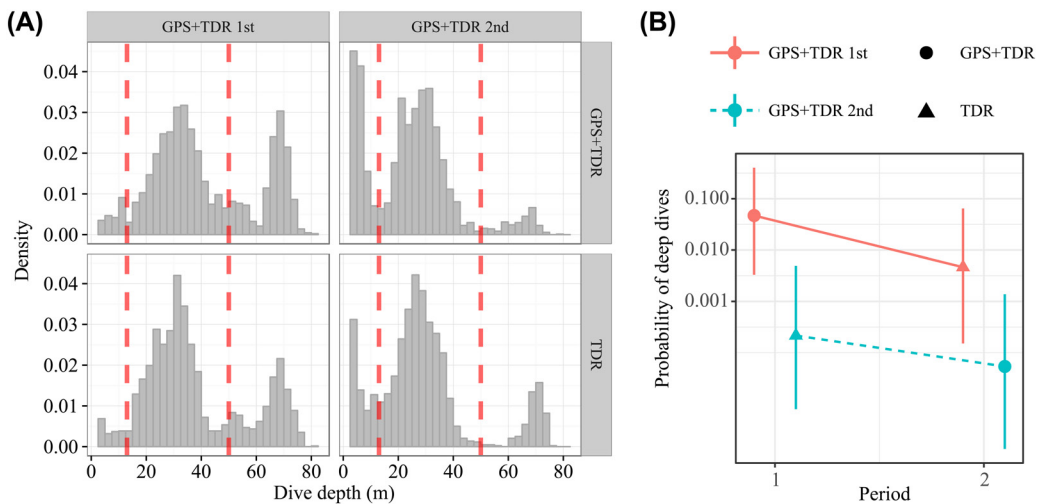 (A)
GPS+TDR 1st
GPS+TDR 2nd
0.04
0.03
0.02
0.01
0.00
GPS+TDR
0.04
0.03
0.02
0.01
0.00
TDR
Density
0 20 40 60 80
0 20 40 60 80
Dive depth (m)
(B)
GPS+TDR 1st
GPS+TDR
GPS+TDR 2nd
TDR
0.100
0.010
0.001
Probability of deep dives
1 2
Period